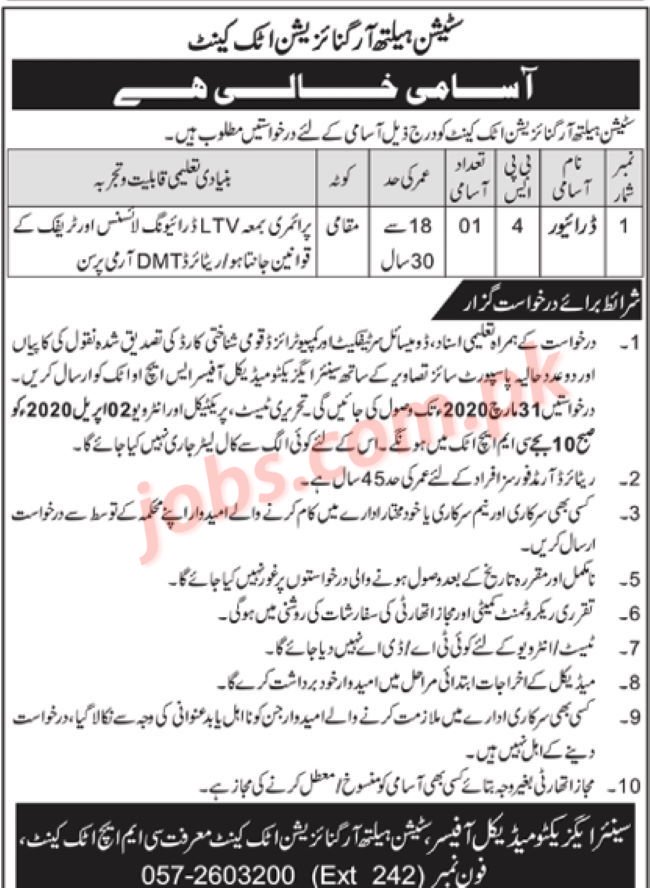 سٹیشن ہیلتھ آرگنائزیشن اٹک کینٹ
آسامی خالی ہے
سٹیشن ہیلتھ آرگنائزیشن اٹک کینٹ کو درج ذیل آسامی کے لئے درخواستیں مطلوب ہیں۔
نمبر شمار | نام آسامی | بی پی ایس | تعداد آسامی | عمر کی حد | کوٹہ | بنیادی تعلیمی قابلیت و تجربہ
1 | ڈرائیور | 4 | 01 | 18 سے 30 سال | مقامی | پرائمری بمعہ LTV ڈرائیونگ لائسنس اور ٹریفک کے قوانین جانتا ہو/ریٹائرڈ DMT آرمی پرسن
شرائط برائے درخواست گزار
1۔ درخواست کے ہمراہ تعلیمی اسناد، ڈومیسائل سرٹیفکیٹ اور کمپیوٹرائزڈ قومی شناختی کارڈ کی تصدیق شدہ نقول کی کاپیاں
اور دو عدد حالیہ پاسپورٹ سائز تصاویر کے ساتھ سینئر ایگزیکٹو میڈیکل آفیسر ایس ایچ او اٹک کو ارسال کریں۔
درخواستیں 31 مارچ 2020ء تک وصول کی جائیں گی۔ تحریری ٹیسٹ، پریکٹیکل اور انٹرویو 02 اپریل 2020ء کو
صبح 10 بجے سی ایم ایچ اٹک میں ہونگے۔ اس کے لئے کوئی الگ سے کال لیٹر جاری نہیں کیا جائے گا۔
2۔ ریٹائرڈ آرمڈ فورسز افراد کے لئے عمر کی حد 45 سال ہے۔
3۔ کسی بھی سرکاری اور نیم سرکاری یا خود مختار ادارے میں کام کرنے والے امیدوار اپنے محکمہ کے توسط سے درخواست
ارسال کریں۔
5۔ نامکمل اور مقررہ تاریخ کے بعد وصول ہونے والی درخواستوں پر غور نہیں کیا جائے گا۔
6۔ تقرری ریکروٹمنٹ کمیٹی اور مجاز اتھارٹی کی سفارشات کی روشنی میں ہوگی۔
7۔ ٹیسٹ/انٹرویو کے لئے کوئی ٹی اے/ڈی اے نہیں دیا جائے گا۔
8۔ میڈیکل کے اخراجات ابتدائی مراحل میں امیدوار خود برداشت کرے گا۔
9۔ کسی بھی سرکاری ادارے میں ملازمت کرنے والے امیدوار جن کو نااہل یا بدعنوانی کی وجہ سے نکالا گیا، درخواست
دینے کے اہل نہیں ہیں۔
10۔ مجاز اتھارٹی بغیر وجہ بتائے کسی بھی آسامی کو منسوخ/معطل کرنے کی مجاز ہے۔
سینئر ایگزیکٹو میڈیکل آفیسر، سٹیشن ہیلتھ آرگنائزیشن اٹک کینٹ معرفت سی ایم ایچ اٹک کینٹ،
فون نمبر 057-2603200 (Ext 242)
jobs.com.pk